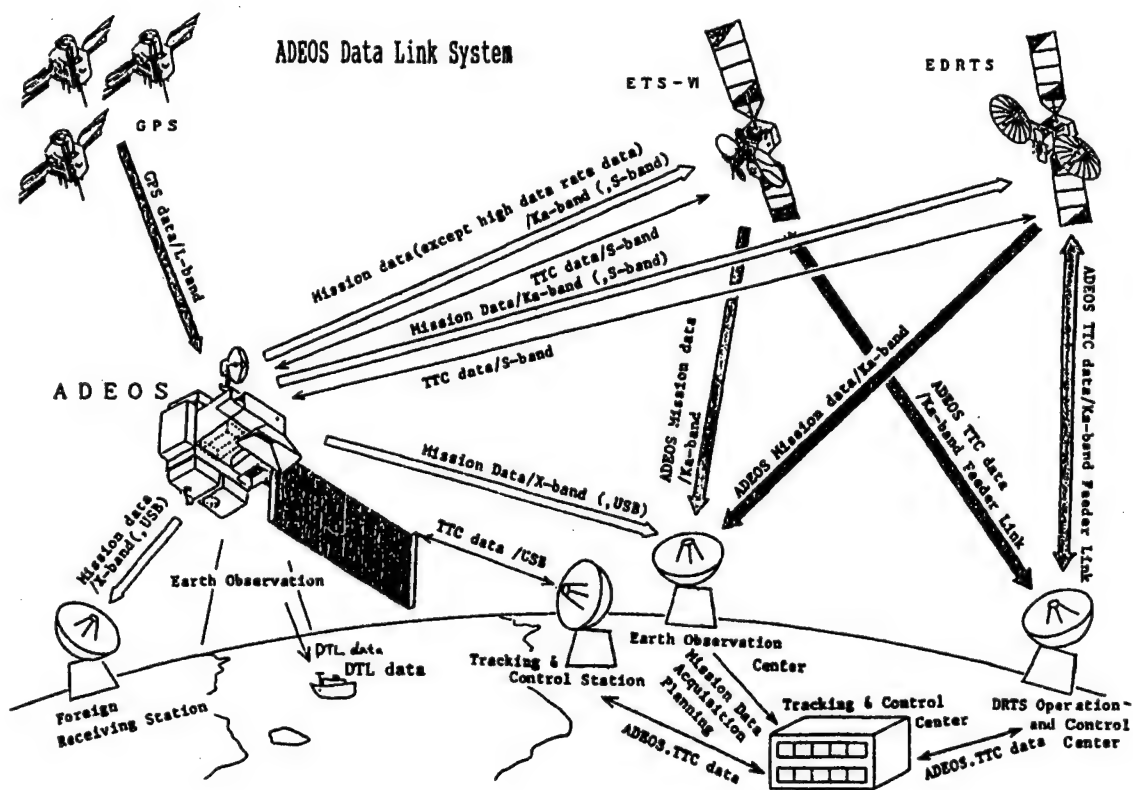 ADEOS Data Link System
ETS-VI
EDRTS
GPS
GPS data/L-band
Mission data(except high data rate data)
/Ka-band (,S-band)
TTC data/S-band
Mission Data/Ka-band (,S-band)
TTC data/S-band
ADEOS
ADEOS Mission data
/Ka-band
ADEOS Mission data/Ka-band
ADEOS TTC data
/Ka-band Feeder Link
ADEOS TTC data/Ka-band Feeder Link
Mission Data/X-band (,USB)
Mission data
/X-band(,USB)
TTC data /USB
Earth Observation
DTL data
DTL data
Foreign
Receiving Station
Tracking &
Control Station
Earth Observation
Center
Mission Data
Acquisition
Planning
Tracking & Control
Center
DRTS Operation-
and Control
Center
ADEOS.TTC data
ADEOS.TTC data